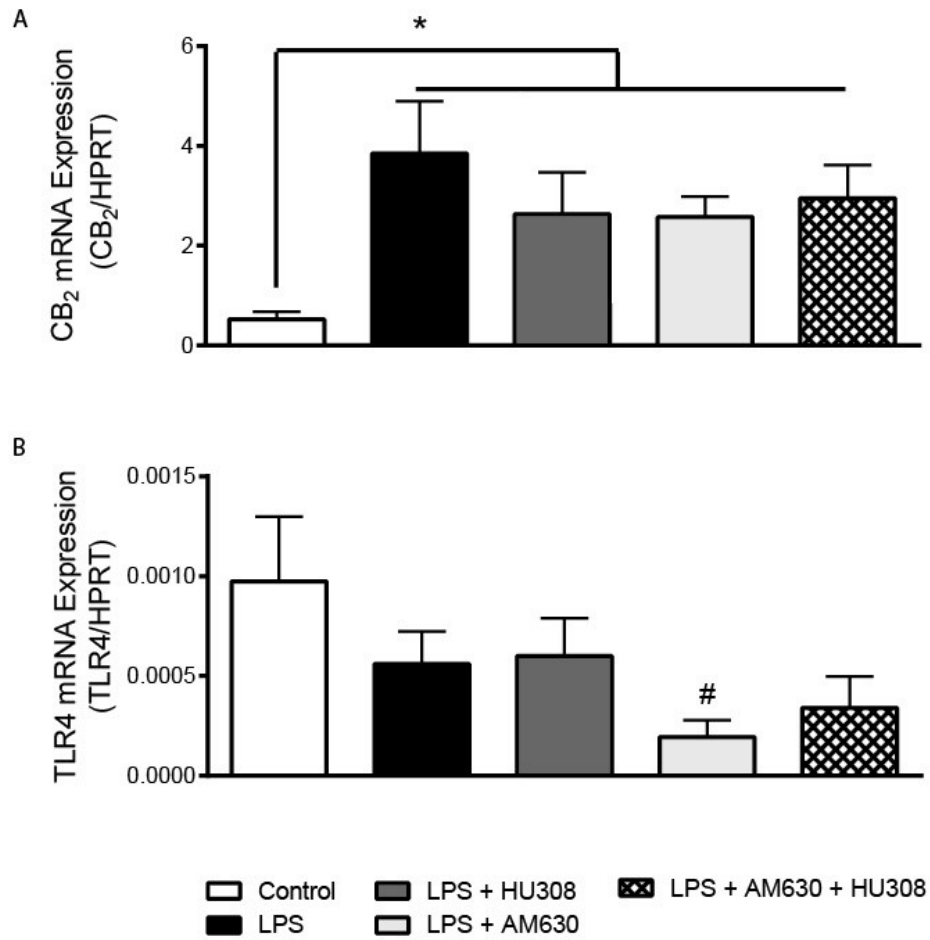 A
*
CB₂ mRNA Expression
(CB₂/HPRT)
6
4
2
0
B
TLR4 mRNA Expression
(TLR4/HPRT)
0.0015
0.0010
0.0005
0.0000
#
Control
LPS
LPS + HU308
LPS + AM630
LPS + AM630 + HU308